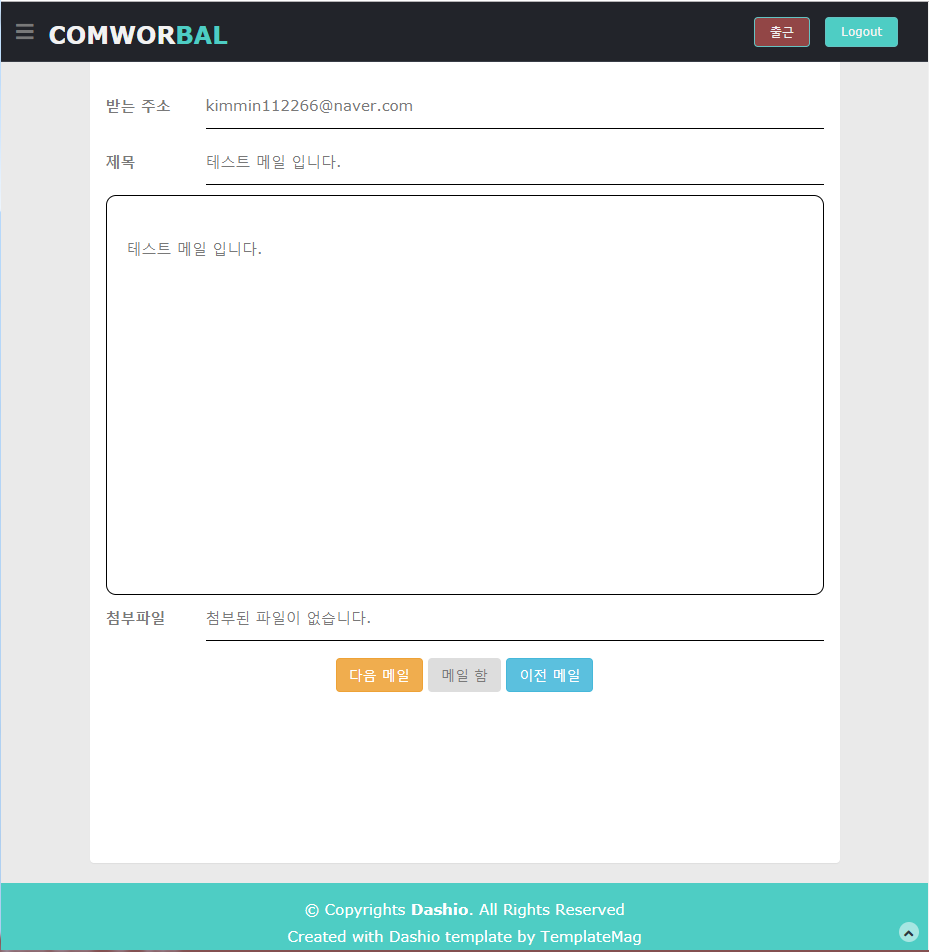 COMWORBAL 출근 Logout
받는 주소 kimmin112266@naver.com
제목 테스트 메일 입니다.
테스트 메일 입니다.
첨부파일 첨부된 파일이 없습니다.
다음 메일 메일 함 이전 메일
© Copyrights Dashio. All Rights Reserved
Created with Dashio template by TemplateMag